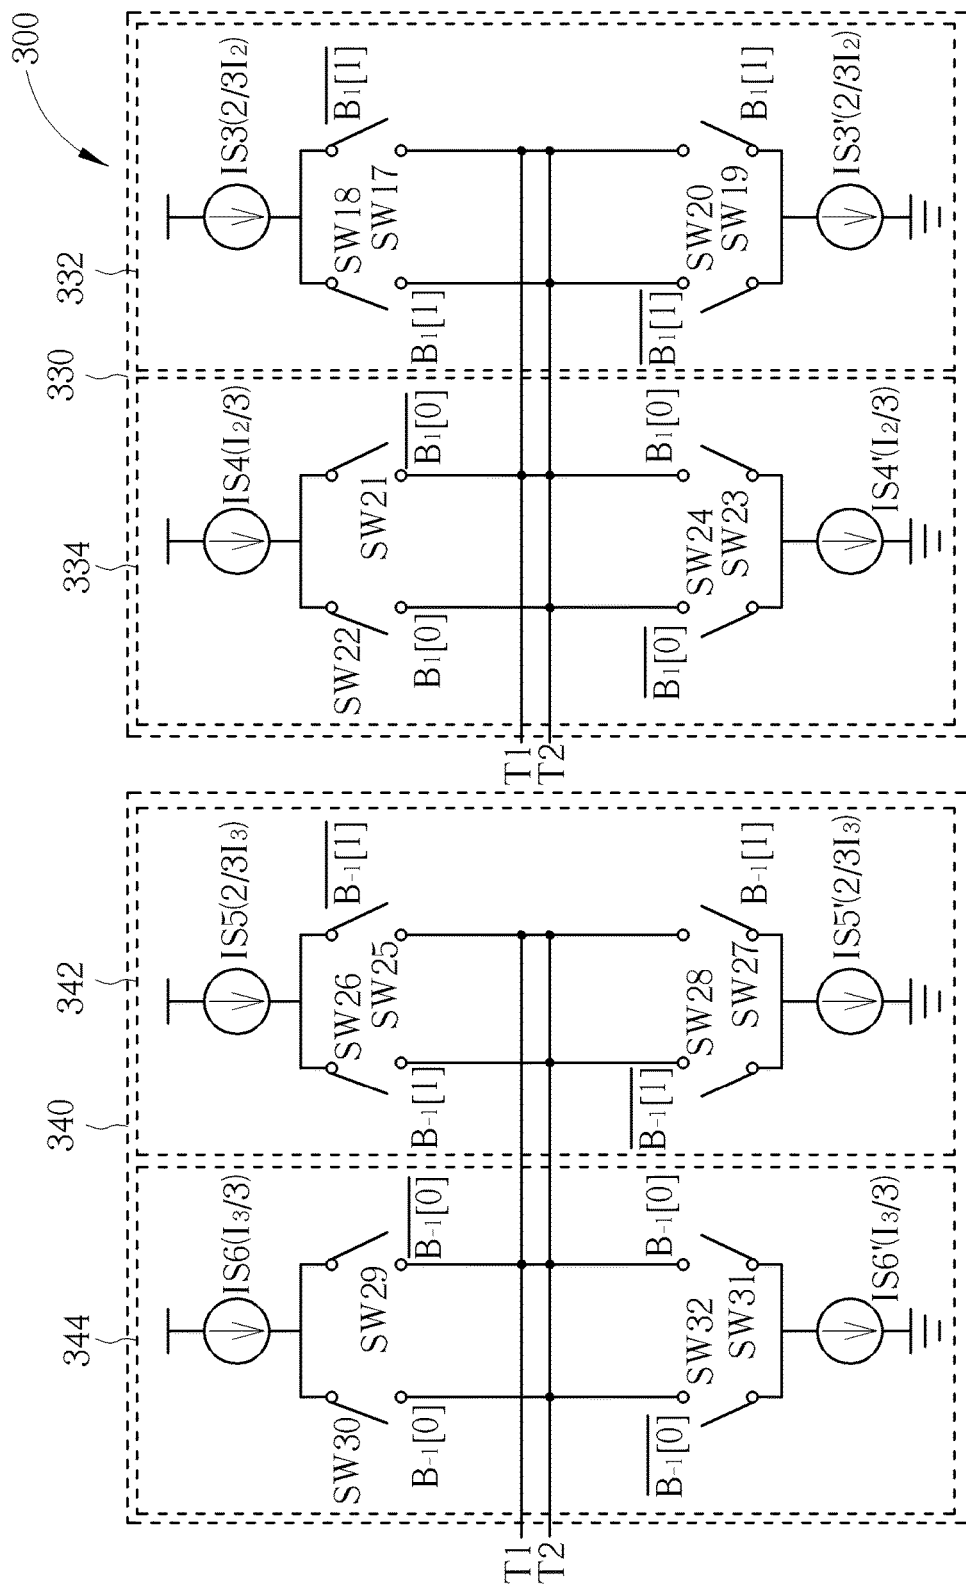 300
332
330
334
IS3(2/3I₂)
B̅₁[1]
SW18
SW17
B₁[1]
SW20
SW19
B̅₁[1]
B₁[1]
IS3'(2/3I₂)
IS4(I₂/3)
B̅₁[0]
SW21
SW22
B₁[0]
B₁[0]
SW24
SW23
B̅₁[0]
IS4'(I₂/3)
T1
T2
342
340
344
IS5(2/3I₃)
B̅₋₁[1]
SW26
SW25
B₋₁[1]
SW28
SW27
B̅₋₁[1]
B₋₁[1]
IS5'(2/3I₃)
IS6(I₃/3)
B̅₋₁[0]
SW29
SW30
B₋₁[0]
B₋₁[0]
SW32
SW31
B̅₋₁[0]
IS6'(I₃/3)
T1
T2